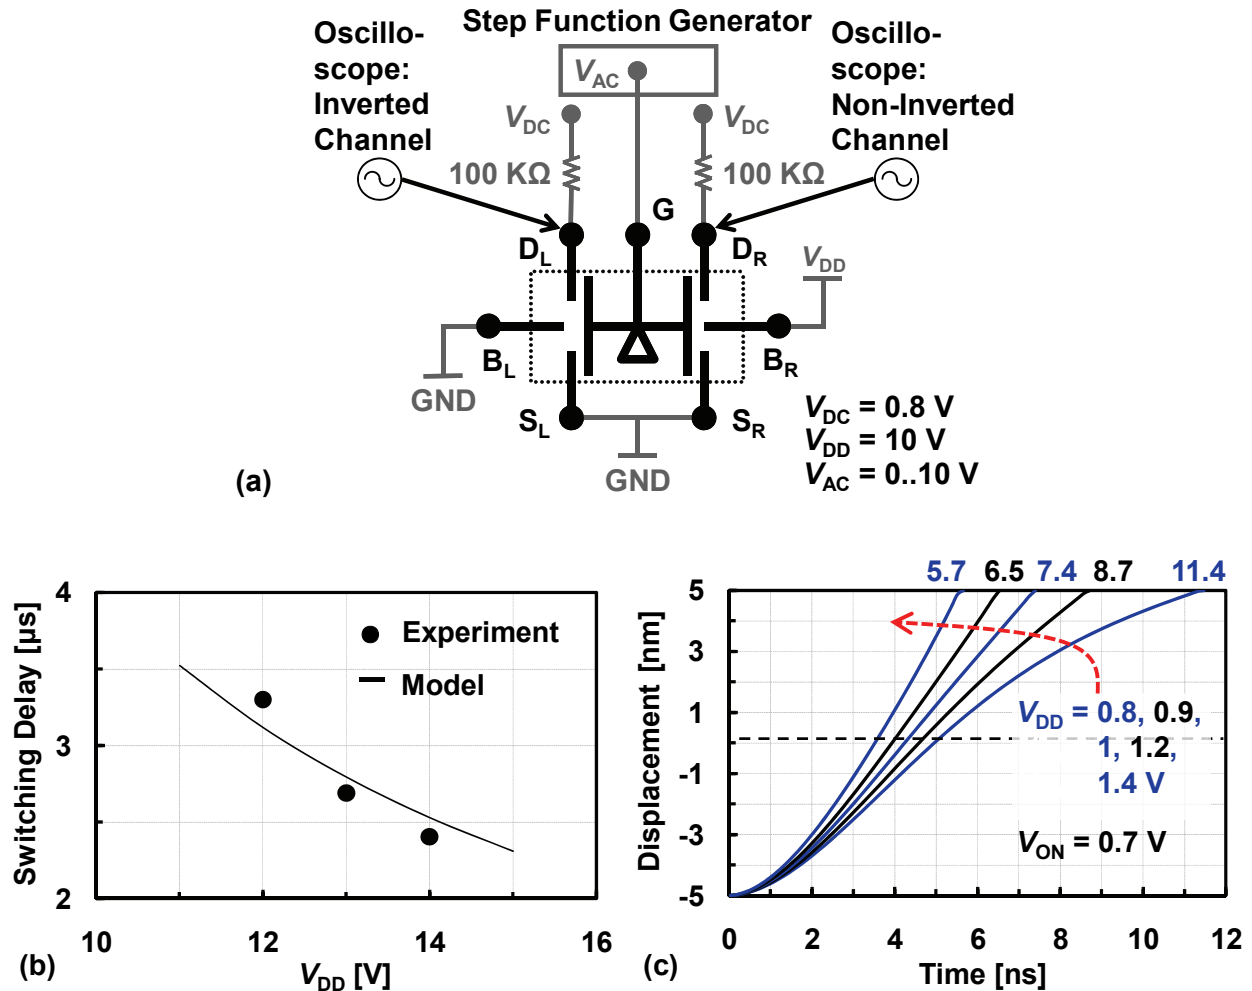 Step Function Generator
Oscillo-
scope:
Inverted
Channel
Oscillo-
scope:
Non-Inverted
Channel
VAC
VDC
VDC
100 KΩ
100 KΩ
G
DL
DR
VDD
BL
BR
GND
SL
SR
GND
VDC = 0.8 V
VDD = 10 V
VAC = 0..10 V
(a)
4
3
2
Switching Delay [µs]
Experiment
Model
10
12
14
16
VDD [V]
(b)
5.7
6.5
7.4
8.7
11.4
5
3
1
-1
-3
-5
Displacement [nm]
VDD = 0.8, 0.9,
1, 1.2,
1.4 V
VON = 0.7 V
0
2
4
6
8
10
12
Time [ns]
(c)